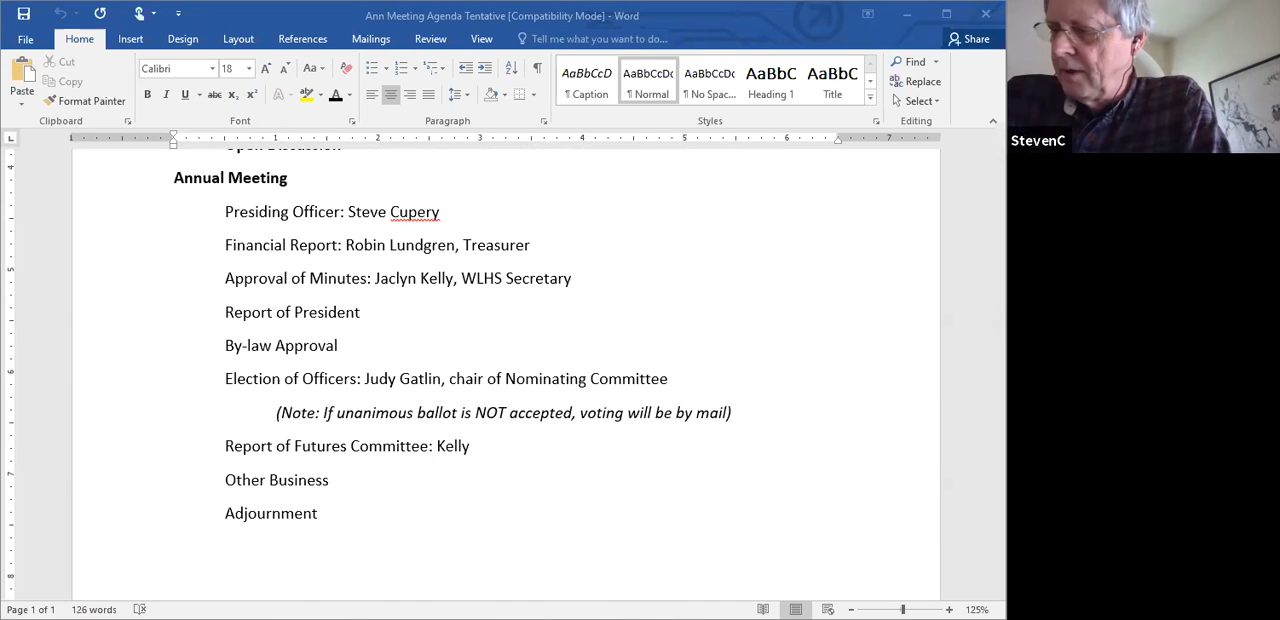 Ann Meeting Agenda Tentative [Compatibility Mode] - Word
File Home Insert Design Layout References Mailings Review View Tell me what you want to do... Share
Paste
Cut
Copy
Format Painter
Clipboard
Calibri 18
Font
Paragraph
AaBbCcD AaBbCcDc AaBbCcDc AaBbC AaBbC
¶ Caption ¶ Normal ¶ No Spac... Heading 1 Title
Styles
Find
Replace
Select
Editing
StevenC
Open Discussion
Annual Meeting
Presiding Officer: Steve Cupery
Financial Report: Robin Lundgren, Treasurer
Approval of Minutes: Jaclyn Kelly, WLHS Secretary
Report of President
By-law Approval
Election of Officers: Judy Gatlin, chair of Nominating Committee
(Note: If unanimous ballot is NOT accepted, voting will be by mail)
Report of Futures Committee: Kelly
Other Business
Adjournment
Page 1 of 1 126 words 125%